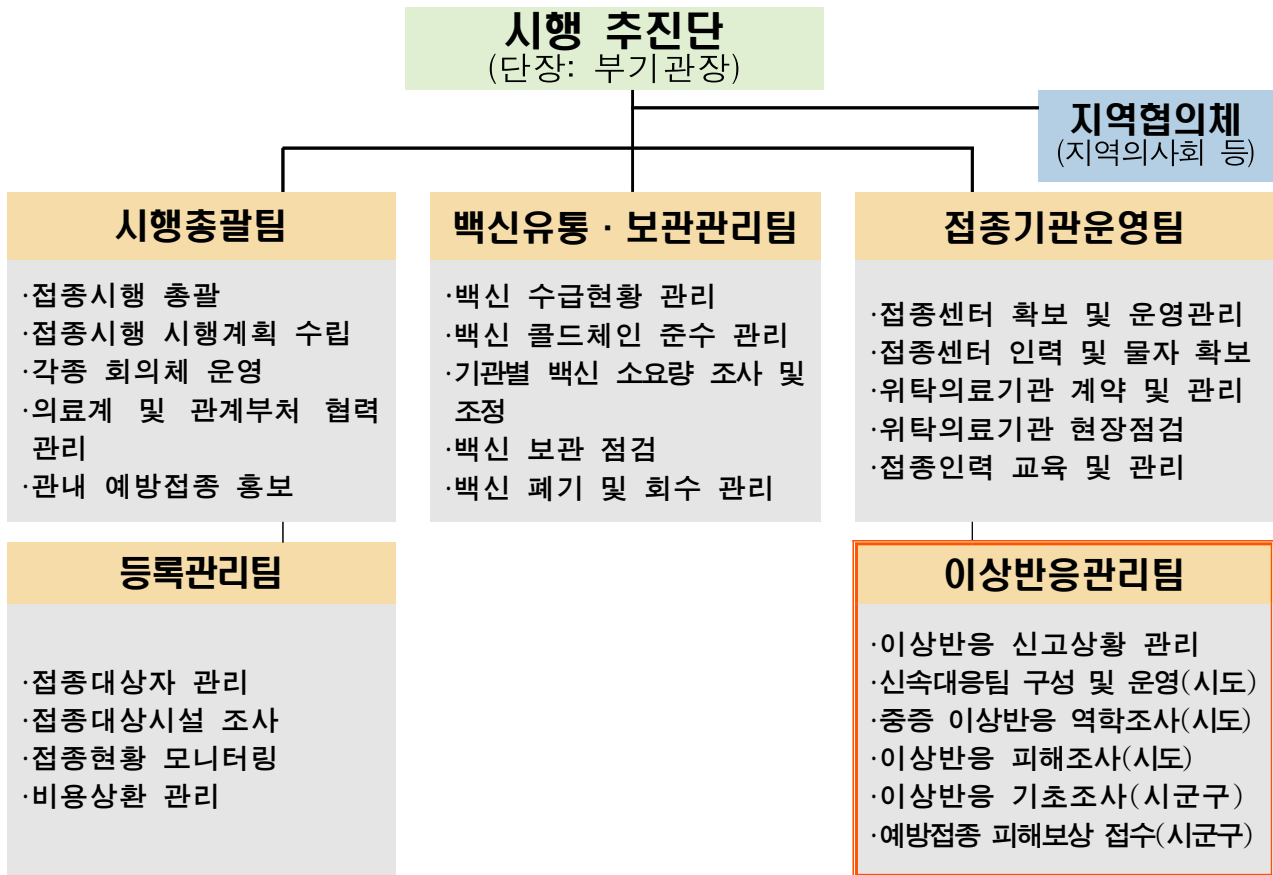 시행 추진단
(단장: 부기관장)
지역협의체
(지역의사회 등)
시행총괄팀
·접종시행 총괄
·접종시행 시행계획 수립
·각종 회의체 운영
·의료계 및 관계부처 협력
관리
·관내 예방접종 홍보
백신유통·보관관리팀
·백신 수급현황 관리
·백신 콜드체인 준수 관리
·기관별 백신 소요량 조사 및
조정
·백신 보관 점검
·백신 폐기 및 회수 관리
접종기관운영팀
·접종센터 확보 및 운영관리
·접종센터 인력 및 물자 확보
·위탁의료기관 계약 및 관리
·위탁의료기관 현장점검
·접종인력 교육 및 관리
등록관리팀
·접종대상자 관리
·접종대상시설 조사
·접종현황 모니터링
·비용상환 관리
이상반응관리팀
·이상반응 신고상황 관리
·신속대응팀 구성 및 운영(시도)
·중증 이상반응 역학조사(시도)
·이상반응 피해조사(시도)
·이상반응 기초조사(시군구)
·예방접종 피해보상 접수(시군구)